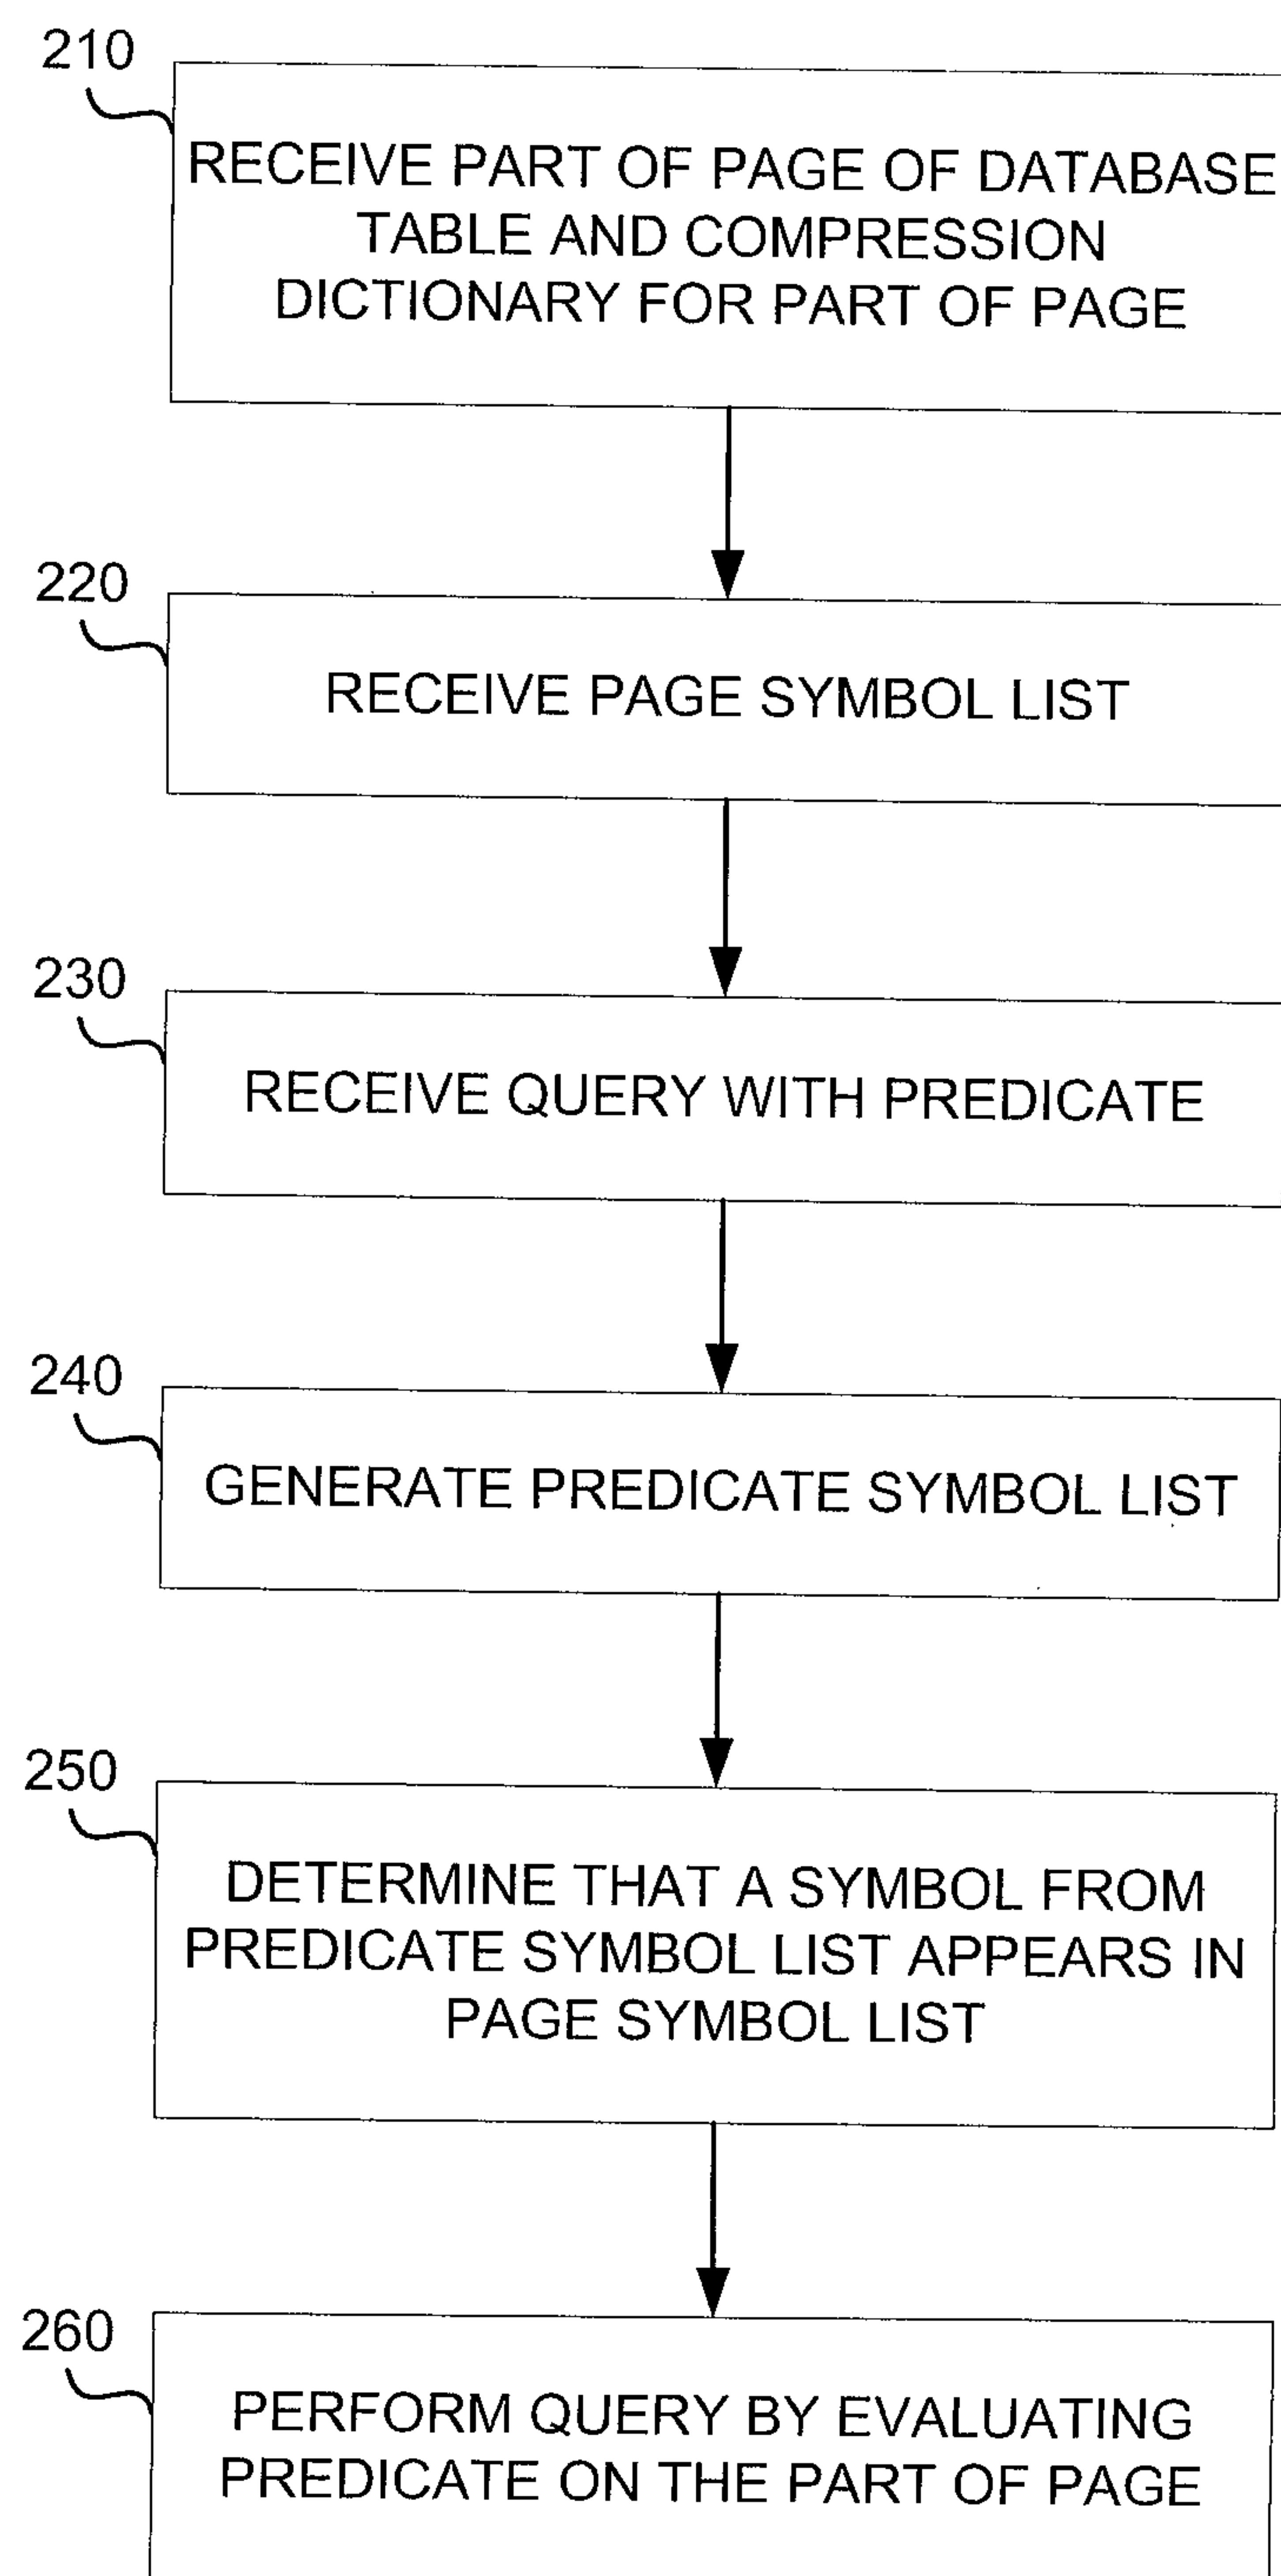 210
RECEIVE PART OF PAGE OF DATABASE
TABLE AND COMPRESSION
DICTIONARY FOR PART OF PAGE
220
RECEIVE PAGE SYMBOL LIST
230
RECEIVE QUERY WITH PREDICATE
240
GENERATE PREDICATE SYMBOL LIST
250
DETERMINE THAT A SYMBOL FROM
PREDICATE SYMBOL LIST APPEARS IN
PAGE SYMBOL LIST
260
PERFORM QUERY BY EVALUATING
PREDICATE ON THE PART OF PAGE